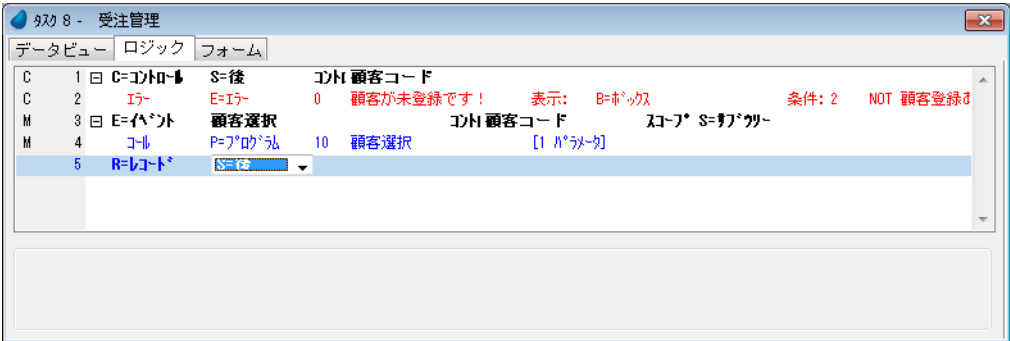 ﾀｽｸ 8 - 受注管理
データビュー ロジック フォーム
C 1 C=ｺﾝﾄﾛｰﾙ S=後 ｺﾝﾄﾛ 顧客コード
C 2 ｴﾗｰ E=ｴﾗｰ 0 顧客が未登録です！ 表示: B=ﾎﾞｯｸｽ 条件: 2 NOT 顧客登録あ
M 3 E=ｲﾍﾞﾝﾄ 顧客選択 ｺﾝﾄﾛ 顧客コード ｽｺｰﾌﾟ S=ｻﾌﾞﾂﾘｰ
M 4 ｺｰﾙ P=ﾌﾟﾛｸﾞﾗﾑ 10 顧客選択 [1 ﾊﾟﾗﾒｰﾀ]
5 R=ﾚｺｰﾄﾞ S=後